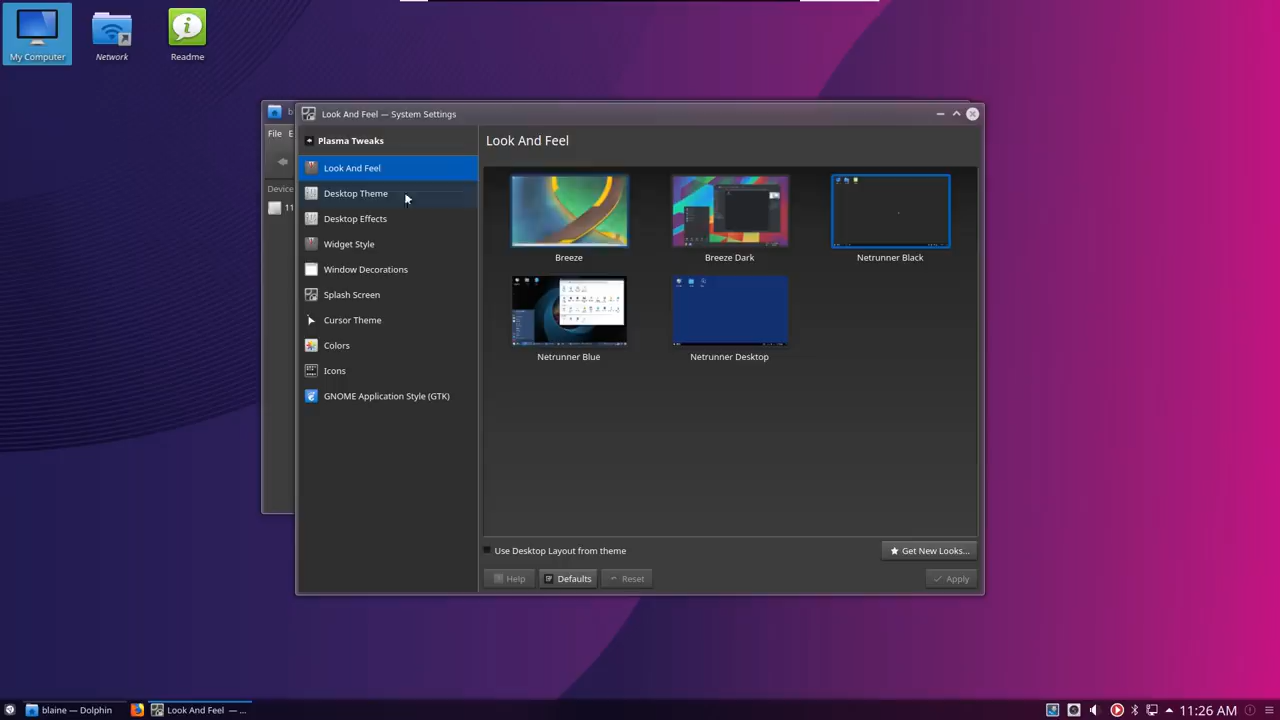 My Computer
Network
Readme
b
File E
Device
11
Look And Feel — System Settings
Plasma Tweaks
Look And Feel
Desktop Theme
Desktop Effects
Widget Style
Window Decorations
Splash Screen
Cursor Theme
Colors
Icons
GNOME Application Style (GTK)
Look And Feel
Breeze
Breeze Dark
Netrunner Black
Netrunner Blue
Netrunner Desktop
Use Desktop Layout from theme
Get New Looks...
Help
Defaults
Reset
Apply
blaine — Dolphin
Look And Feel — ...
11:26 AM